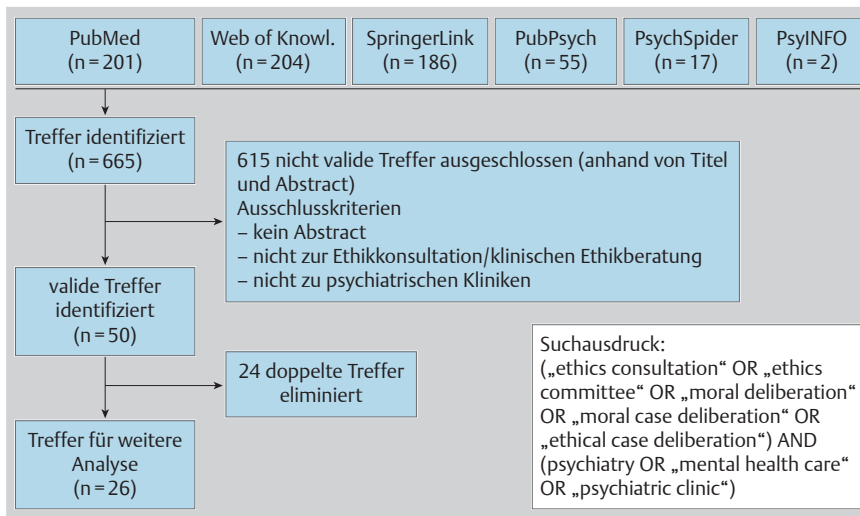 PubMed
(n = 201)
Web of Knowl.
(n = 204)
SpringerLink
(n = 186)
PubPsych
(n = 55)
PsychSpider
(n = 17)
PsyINFO
(n = 2)
Treffer identifiziert
(n = 665)
615 nicht valide Treffer ausgeschlossen (anhand von Titel
und Abstract)
Ausschlusskriterien
– kein Abstract
– nicht zur Ethikkonsultation/klinischen Ethikberatung
– nicht zu psychiatrischen Kliniken
valide Treffer
identifiziert
(n = 50)
24 doppelte Treffer
eliminiert
Treffer für weitere
Analyse
(n = 26)
Suchausdruck:
(„ethics consultation“ OR „ethics
committee“ OR „moral deliberation“
OR „moral case deliberation“ OR
„ethical case deliberation“) AND
(psychiatry OR „mental health care“
OR „psychiatric clinic“)